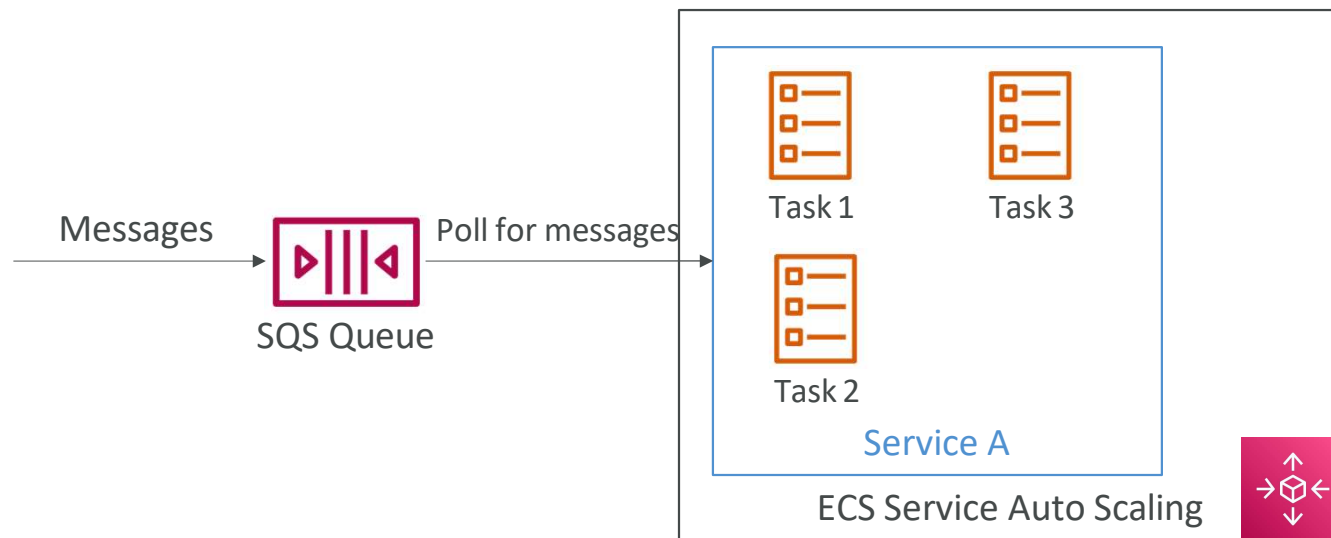 Messages
SQS Queue
Poll for messages
Task 1
Task 3
Task 2
Service A
ECS Service Auto Scaling